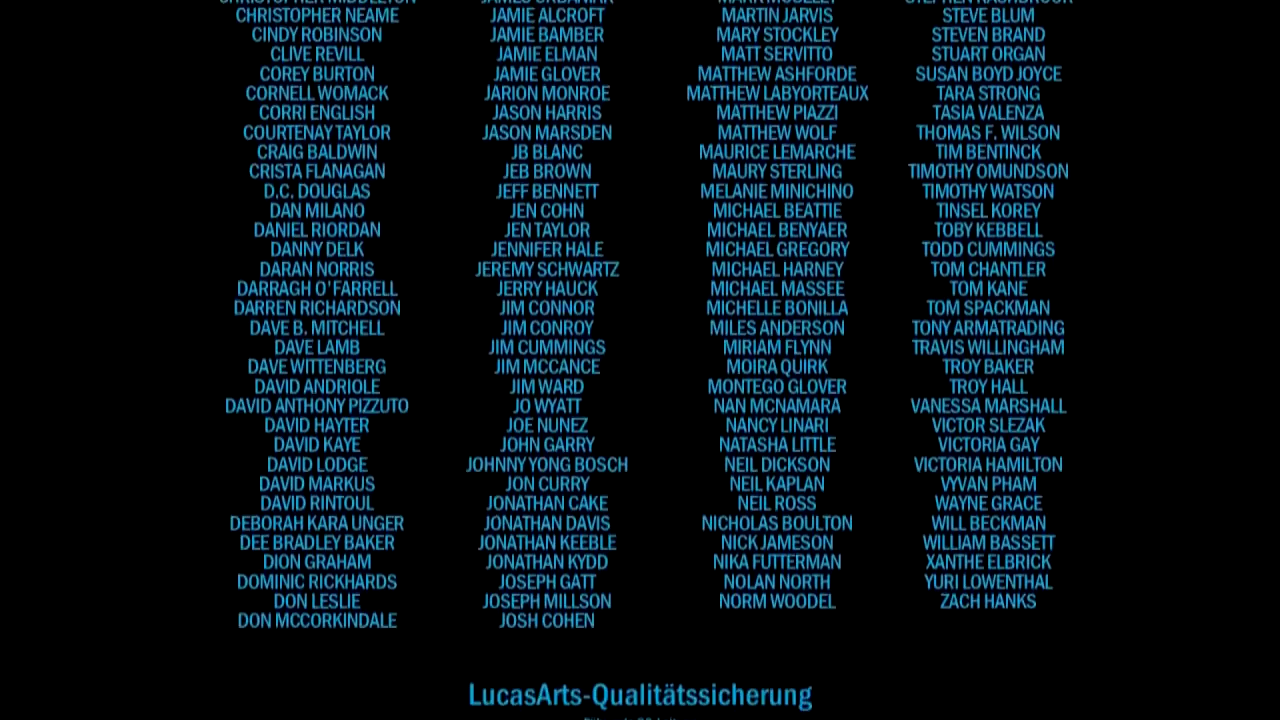 CHRISTOPHER NEAME
CINDY ROBINSON
CLIVE REVILL
COREY BURTON
CORNELL WOMACK
CORRI ENGLISH
COURTENAY TAYLOR
CRAIG BALDWIN
CRISTA FLANAGAN
D.C. DOUGLAS
DAN MILANO
DANIEL RIORDAN
DANNY DELK
DARAN NORRIS
DARRAGH O'FARRELL
DARREN RICHARDSON
DAVE B. MITCHELL
DAVE LAMB
DAVE WITTENBERG
DAVID ANDRIOLE
DAVID ANTHONY PIZZUTO
DAVID HAYTER
DAVID KAYE
DAVID LODGE
DAVID MARKUS
DAVID RINTOUL
DEBORAH KARA UNGER
DEE BRADLEY BAKER
DION GRAHAM
DOMINIC RICKHARDS
DON LESLIE
DON MCCORKINDALE
JAMIE ALCROFT
JAMIE BAMBER
JAMIE ELMAN
JAMIE GLOVER
JARION MONROE
JASON HARRIS
JASON MARSDEN
JB BLANC
JEB BROWN
JEFF BENNETT
JEN COHN
JEN TAYLOR
JENNIFER HALE
JEREMY SCHWARTZ
JERRY HAUCK
JIM CONNOR
JIM CONROY
JIM CUMMINGS
JIM MCCANCE
JIM WARD
JO WYATT
JOE NUNEZ
JOHN GARRY
JOHNNY YONG BOSCH
JON CURRY
JONATHAN CAKE
JONATHAN DAVIS
JONATHAN KEEBLE
JONATHAN KYDD
JOSEPH GATT
JOSEPH MILLSON
JOSH COHEN
MARTIN JARVIS
MARY STOCKLEY
MATT SERVITTO
MATTHEW ASHFORDE
MATTHEW LABYORTEAUX
MATTHEW PIAZZI
MATTHEW WOLF
MAURICE LEMARCHE
MAURY STERLING
MELANIE MINICHINO
MICHAEL BEATTIE
MICHAEL BENYAER
MICHAEL GREGORY
MICHAEL HARNEY
MICHAEL MASSEE
MICHELLE BONILLA
MILES ANDERSON
MIRIAM FLYNN
MOIRA QUIRK
MONTEGO GLOVER
NAN MCNAMARA
NANCY LINARI
NATASHA LITTLE
NEIL DICKSON
NEIL KAPLAN
NEIL ROSS
NICHOLAS BOULTON
NICK JAMESON
NIKA FUTTERMAN
NOLAN NORTH
NORM WOODEL
STEVE BLUM
STEVEN BRAND
STUART ORGAN
SUSAN BOYD JOYCE
TARA STRONG
TASIA VALENZA
THOMAS F. WILSON
TIM BENTINCK
TIMOTHY OMUNDSON
TIMOTHY WATSON
TINSEL KOREY
TOBY KEBBELL
TODD CUMMINGS
TOM CHANTLER
TOM KANE
TOM SPACKMAN
TONY ARMATRADING
TRAVIS WILLINGHAM
TROY BAKER
TROY HALL
VANESSA MARSHALL
VICTOR SLEZAK
VICTORIA GAY
VICTORIA HAMILTON
VYVAN PHAM
WAYNE GRACE
WILL BECKMAN
WILLIAM BASSETT
XANTHE ELBRICK
YURI LOWENTHAL
ZACH HANKS
LucasArts-Qualitätssicherung